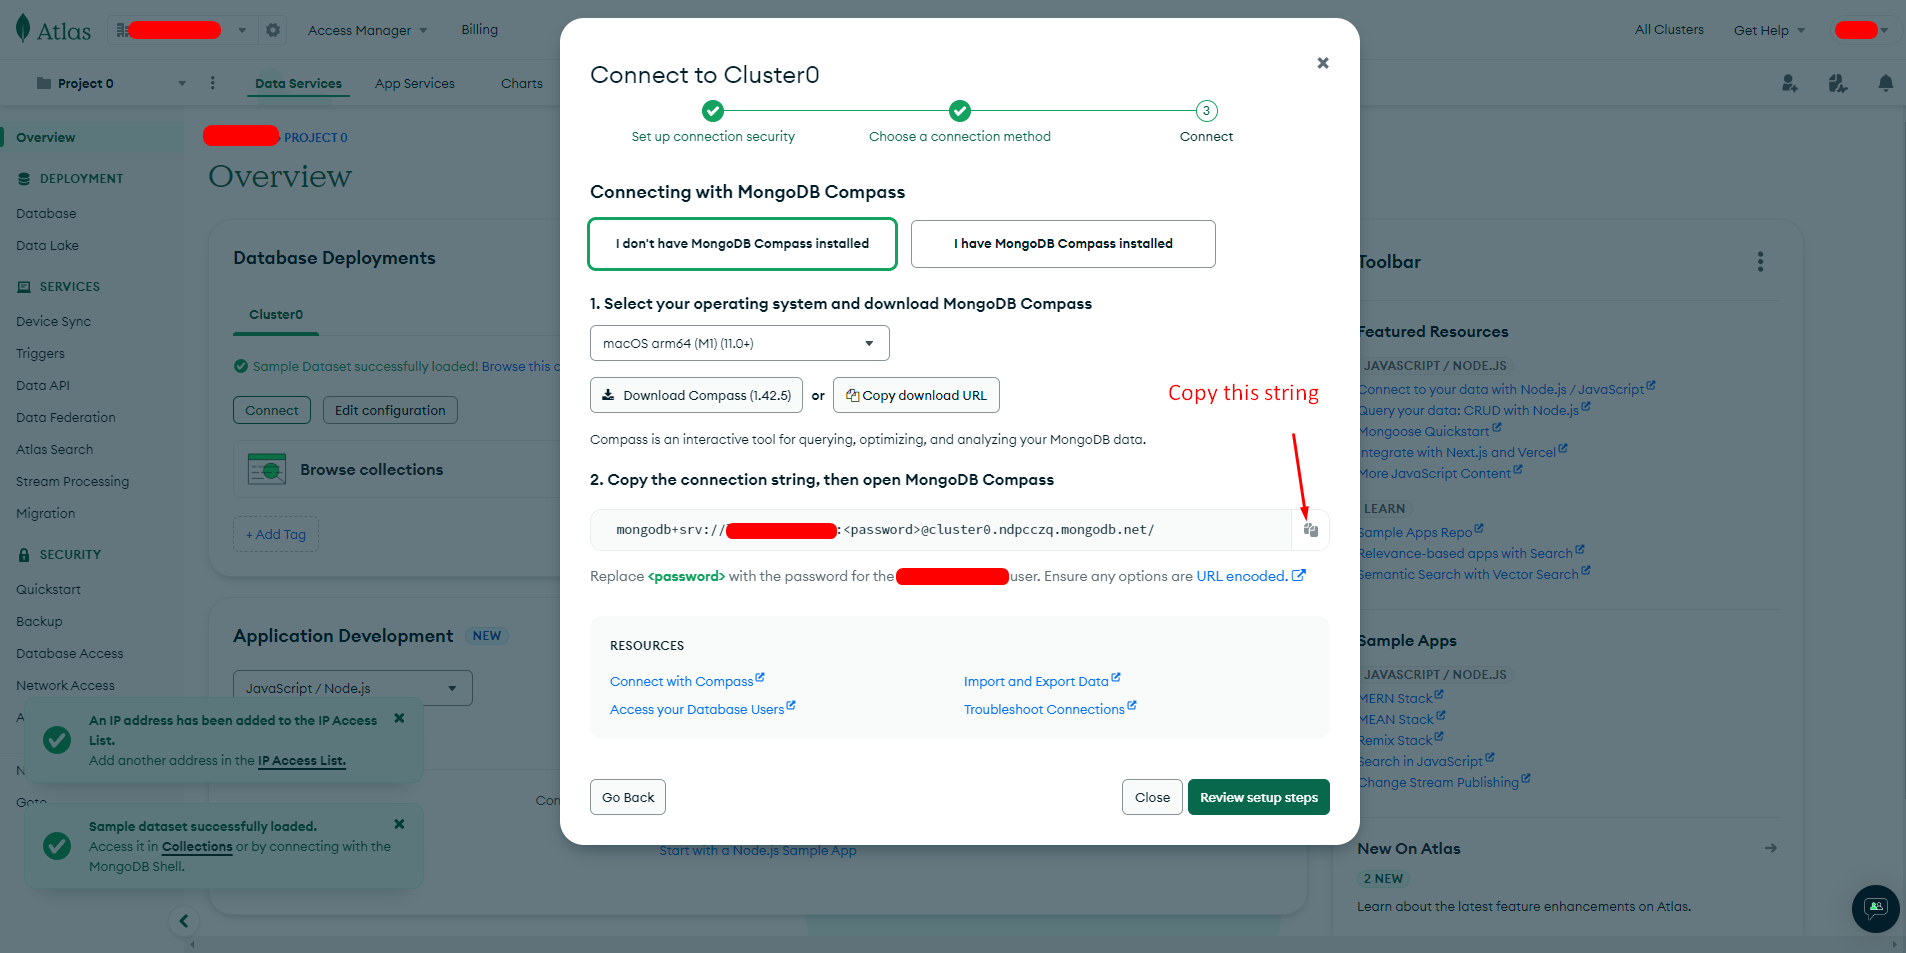 Atlas
Access Manager
Billing
All Clusters
Get Help
Project 0
Data Services
App Services
Charts
Overview
DEPLOYMENT
Database
Data Lake
SERVICES
Device Sync
Triggers
Data API
Data Federation
Atlas Search
Stream Processing
Migration
SECURITY
Quickstart
Backup
Database Access
Network Access
A
N
Goto
PROJECT 0
Overview
Database Deployments
Cluster0
Sample Dataset successfully loaded! Browse this c
Connect
Edit configuration
Browse collections
+ Add Tag
Application Development NEW
JavaScript / Node.js
Con
Start with a Node.js Sample App
An IP address has been added to the IP Access
List.
Add another address in the IP Access List.
Sample dataset successfully loaded.
Access it in Collections or by connecting with the
MongoDB Shell.
Connect to Cluster0
Set up connection security
Choose a connection method
3
Connect
Connecting with MongoDB Compass
I don't have MongoDB Compass installed
I have MongoDB Compass installed
1. Select your operating system and download MongoDB Compass
macOS arm64 (M1) (11.0+)
Download Compass (1.42.5) or Copy download URL
Copy this string
Compass is an interactive tool for querying, optimizing, and analyzing your MongoDB data.
2. Copy the connection string, then open MongoDB Compass
mongodb+srv:// :<password>@cluster0.ndpcczq.mongodb.net/
Replace <password> with the password for the user. Ensure any options are URL encoded.
RESOURCES
Connect with Compass
Import and Export Data
Access your Database Users
Troubleshoot Connections
Go Back
Close
Review setup steps
Toolbar
Featured Resources
JAVASCRIPT / NODE.JS
Connect to your data with Node.js / JavaScript
Query your data: CRUD with Node.js
Mongoose Quickstart
Integrate with Next.js and Vercel
More JavaScript Content
LEARN
Sample Apps Repo
Relevance-based apps with Search
Semantic Search with Vector Search
Sample Apps
JAVASCRIPT / NODE.JS
MERN Stack
MEAN Stack
Remix Stack
Search in JavaScript
Change Stream Publishing
New On Atlas
2 NEW
Learn about the latest feature enhancements on Atlas.